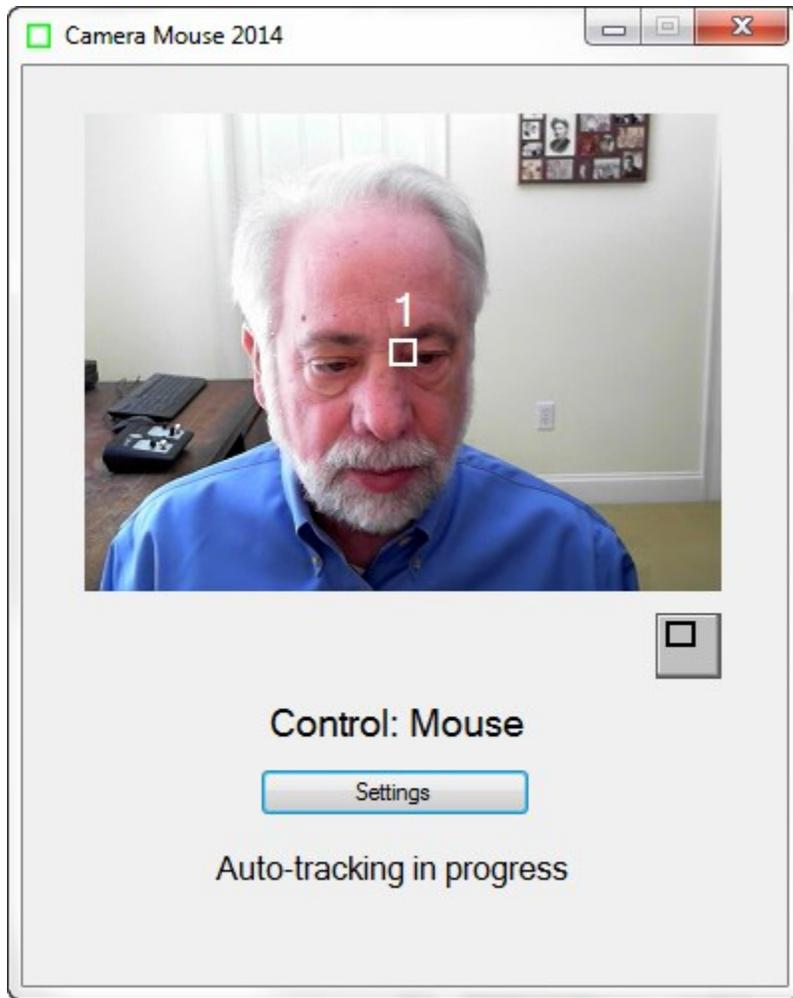 Camera Mouse 2014
1
Control: Mouse
Settings
Auto-tracking in progress